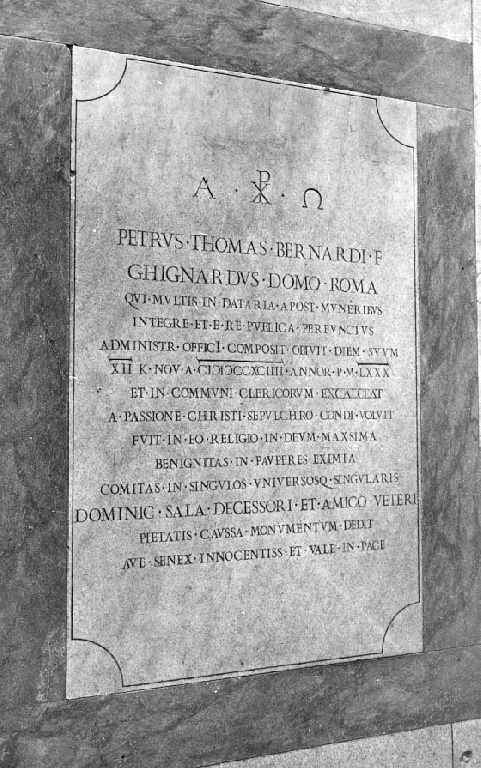 Α · ☧ · Ω
PETRVS · THOMAS · BERNARDI · F
GHIGNARDVS · DOMO · ROMA
QVI · MVLTIS · IN · DATARIA · APOST · MVNERIBVS
INTEGRE · ET · E · RE · PVBLICA · PERFVNCTVS
ADMINISTR · OFFICI · COMPOSIT · OBIVIT · DIEM · SVVM
XII · K · NOV · A · CIƆIƆCCXCIIII · ANNOR · P · M · LXXX
ET · IN · COMMVNI · CLERICORVM · EXCALCEAT
A · PASSIONE · CHRISTI · SEPVLCHRO · CONDI · VOLVIT
FVIT · IN · EO · RELIGIO · IN · DEVM · MAXSIMA
BENIGNITAS · IN · PAVPERES · EXIMIA
COMITAS · IN · SINGVLOS · VNIVERSOSQ · SINGVLARIS
DOMINIC · SALA · DECESSORI · ET · AMICO · VETERI
PIETATIS · CAVSSA · MONVMENTVM · DEDIT
AVE · SENEX · INNOCENTISS · ET · VALE · IN · PACE